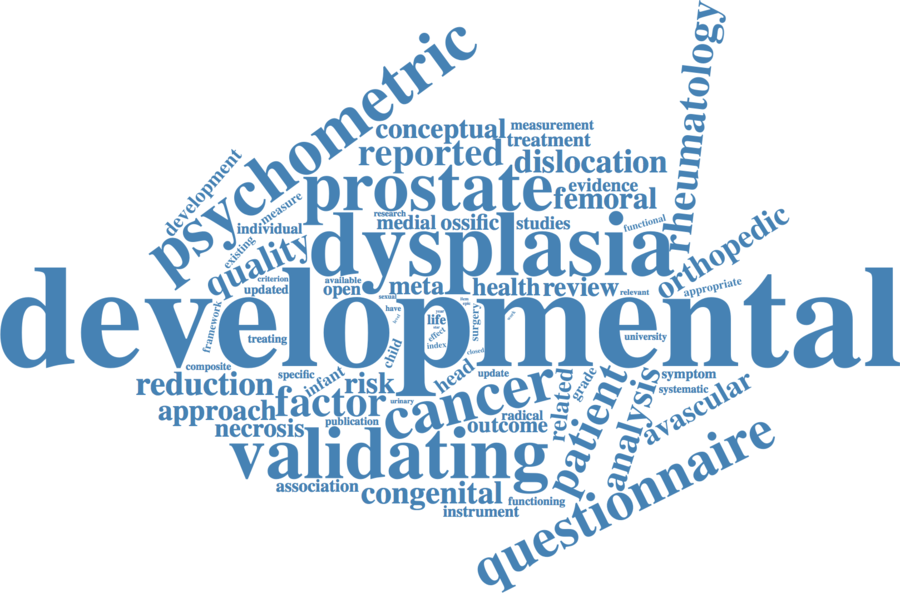 rheumatology
psychometric
conceptual
measurement
treatment
reported
dislocation
development
prostate
evidence
femoral
measure
research
medial
ossific
studies
functional
individual
orthopedic
existing
quality
dysplasia
criterion
available
updated
open
meta
health
review
relevant
appropriate
developmental
sexual
have
life
effect
index
surgery
framework
treating
university
closed
child
composite
head
update
symptom
specific
infant
reduction
risk
grade
systematic
related
patient
analysis
avascular
urinary
factor
cancer
approach
publication
radical
outcome
necrosis
validating
questionnaire
association
congenital
functioning
instrument